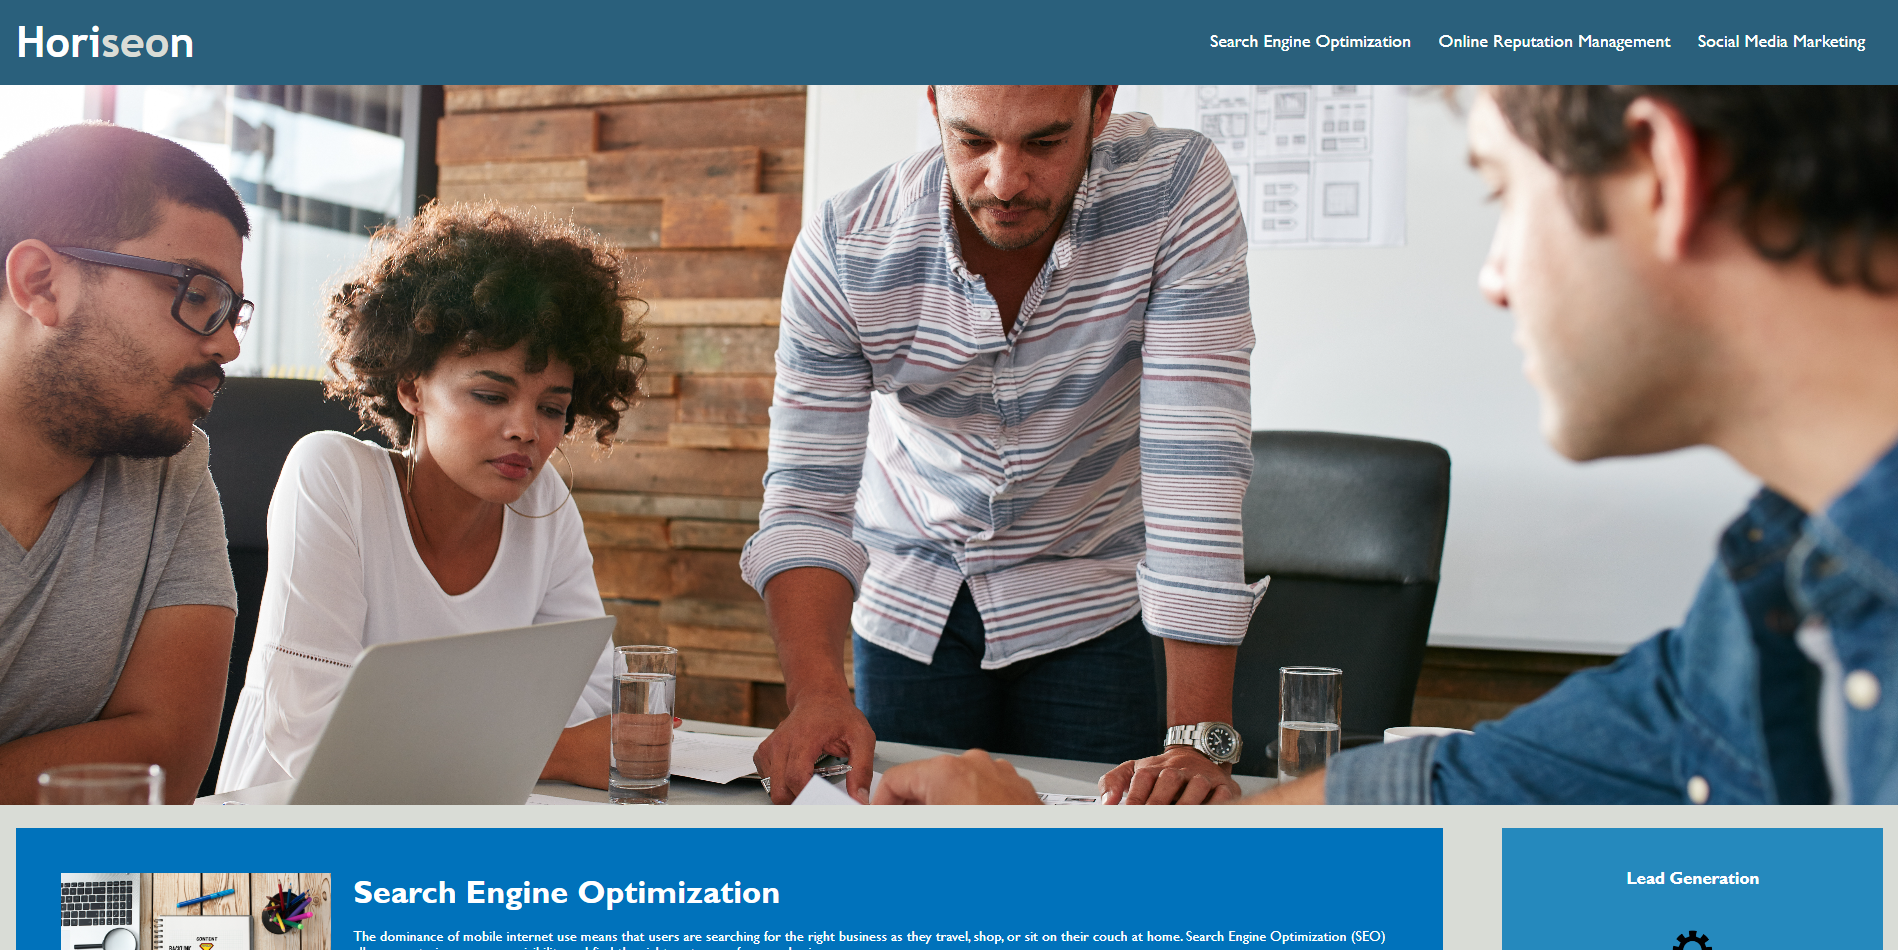 Horiseon
Search Engine Optimization
Online Reputation Management
Social Media Marketing
Search Engine Optimization
The dominance of mobile internet use means that users are searching for the right business as they travel, shop, or sit on their couch at home. Search Engine Optimization (SEO)
Lead Generation
CONTENT